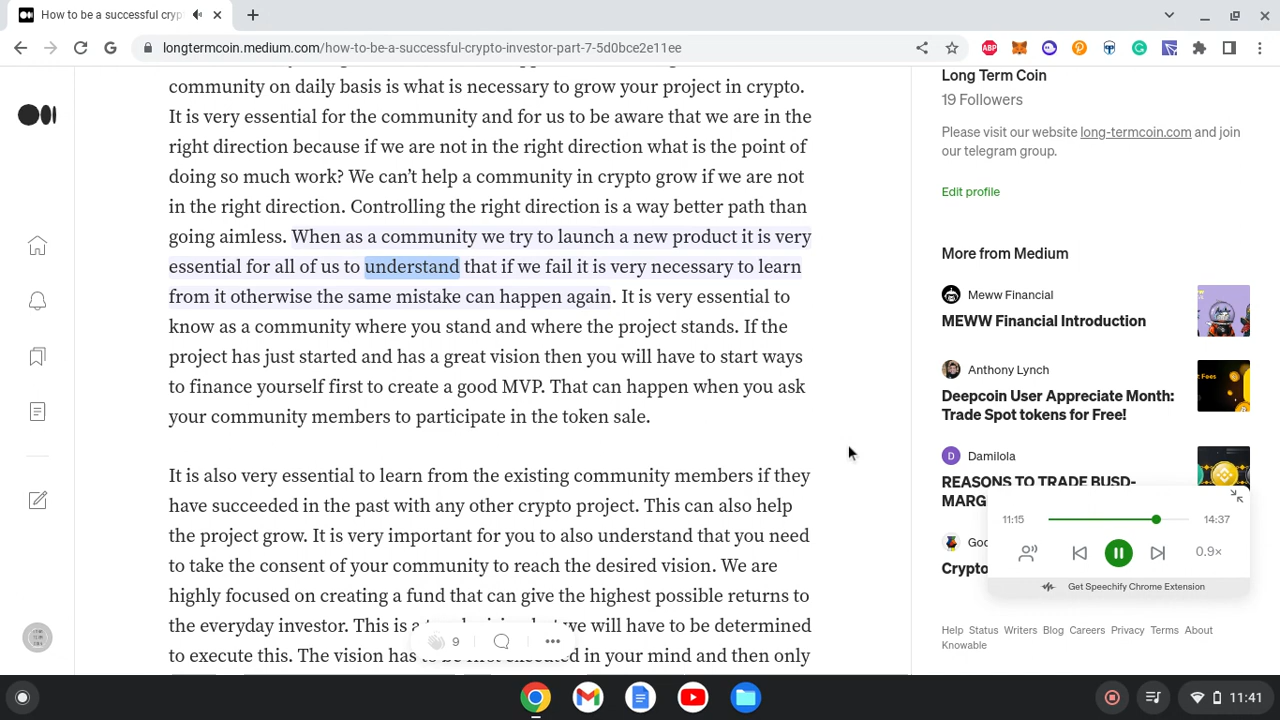 How to be a successful cryp
longtermcoin.medium.com/how-to-be-a-successful-crypto-investor-part-7-5d0bce2e11ee
community on daily basis is what is necessary to grow your project in crypto.
It is very essential for the community and for us to be aware that we are in the
right direction because if we are not in the right direction what is the point of
doing so much work? We can’t help a community in crypto grow if we are not
in the right direction. Controlling the right direction is a way better path than
going aimless. When as a community we try to launch a new product it is very
essential for all of us to understand that if we fail it is very necessary to learn
from it otherwise the same mistake can happen again. It is very essential to
know as a community where you stand and where the project stands. If the
project has just started and has a great vision then you will have to start ways
to finance yourself first to create a good MVP. That can happen when you ask
your community members to participate in the token sale.
It is also very essential to learn from the existing community members if they
have succeeded in the past with any other crypto project. This can also help
the project grow. It is very important for you to also understand that you need
to take the consent of your community to reach the desired vision. We are
highly focused on creating a fund that can give the highest possible returns to
the everyday investor. This is a we will have to be determined
to execute this. The vision has to be first executed in your mind and then only
9
Long Term Coin
19 Followers
Please visit our website long-termcoin.com and join
our telegram group.
Edit profile
More from Medium
Meww Financial
MEWW Financial Introduction
Anthony Lynch
Deepcoin User Appreciate Month:
Trade Spot tokens for Free!
D Damilola
REASONS TO TRADE BUSD-
MARG
Goo
Crypto
11:15 14:37
0.9×
Get Speechify Chrome Extension
Help Status Writers Blog Careers Privacy Terms About
Knowable
11:41